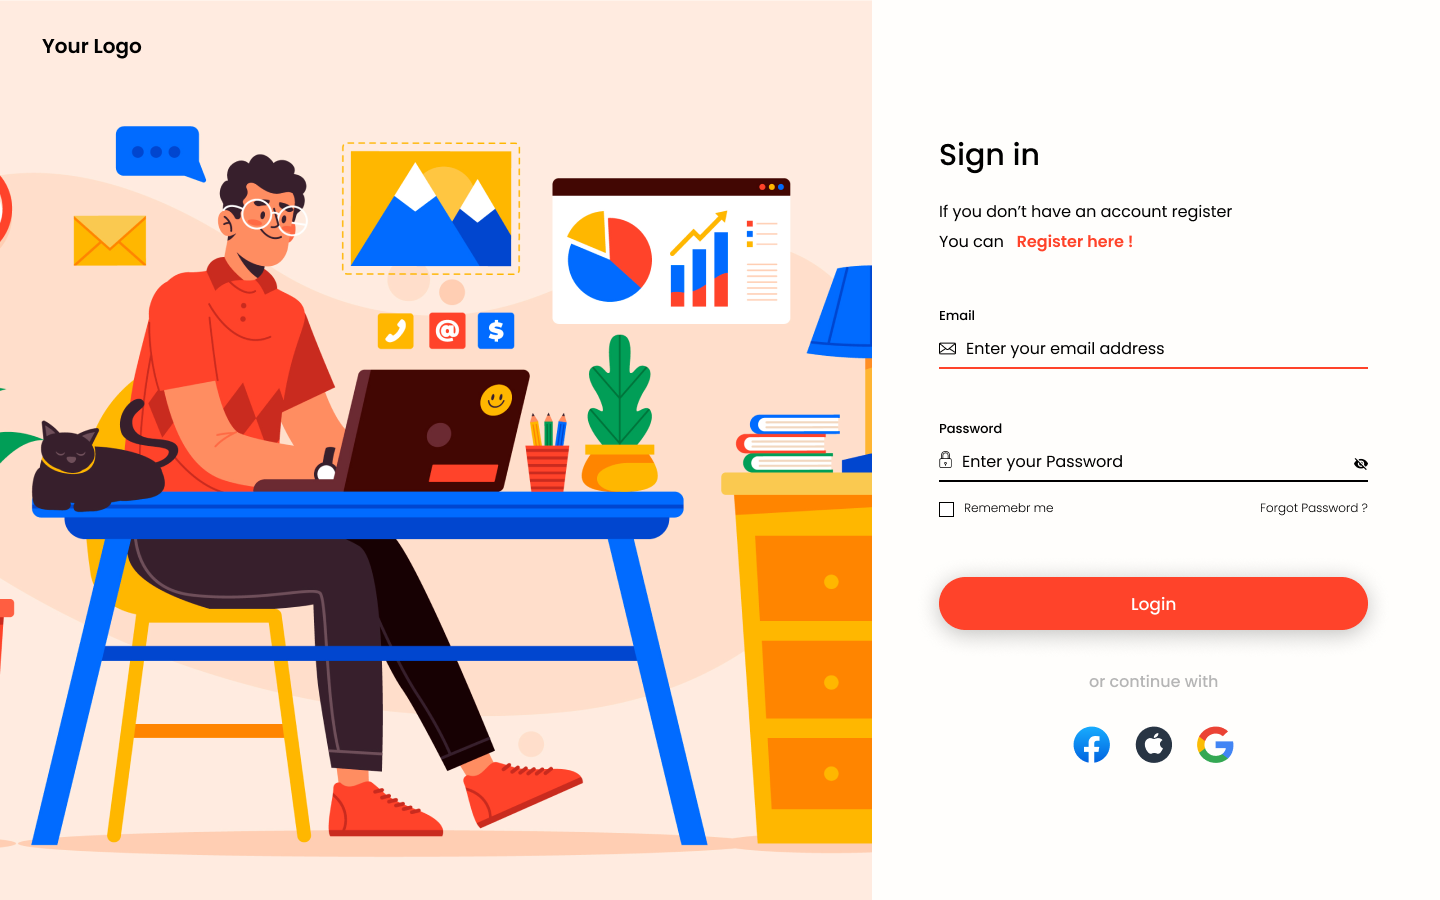 Your Logo
Sign in
If you don’t have an account register
You can Register here !
Email
Enter your email address
Password
Enter your Password
Rememebr me
Forgot Password ?
Login
or continue with